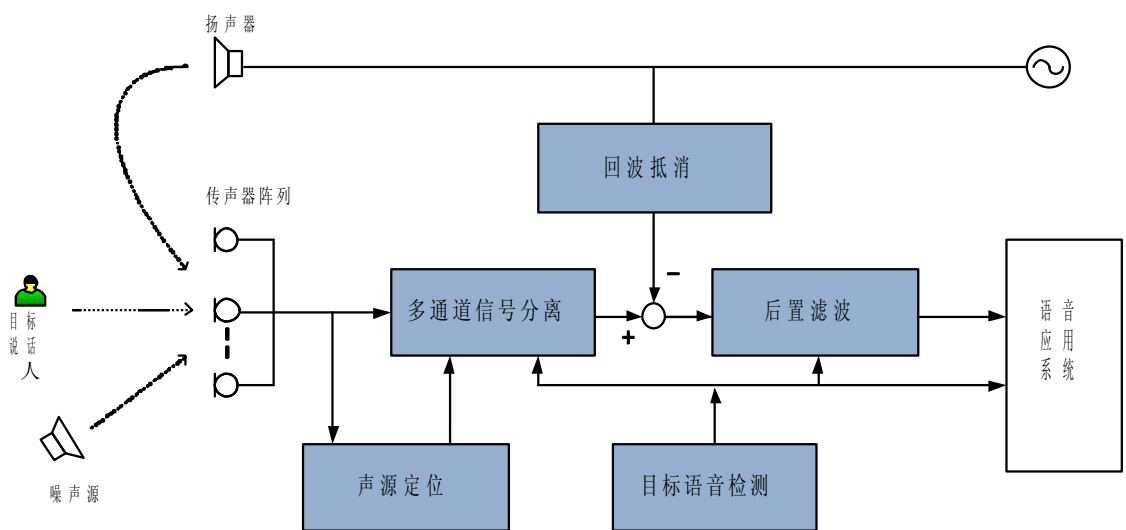 扬声器
回波抵消
传声器阵列
−
多通道信号分离
+
后置滤波
目标
说话
人
语音
应用
系统
声源定位
目标语音检测
噪声源